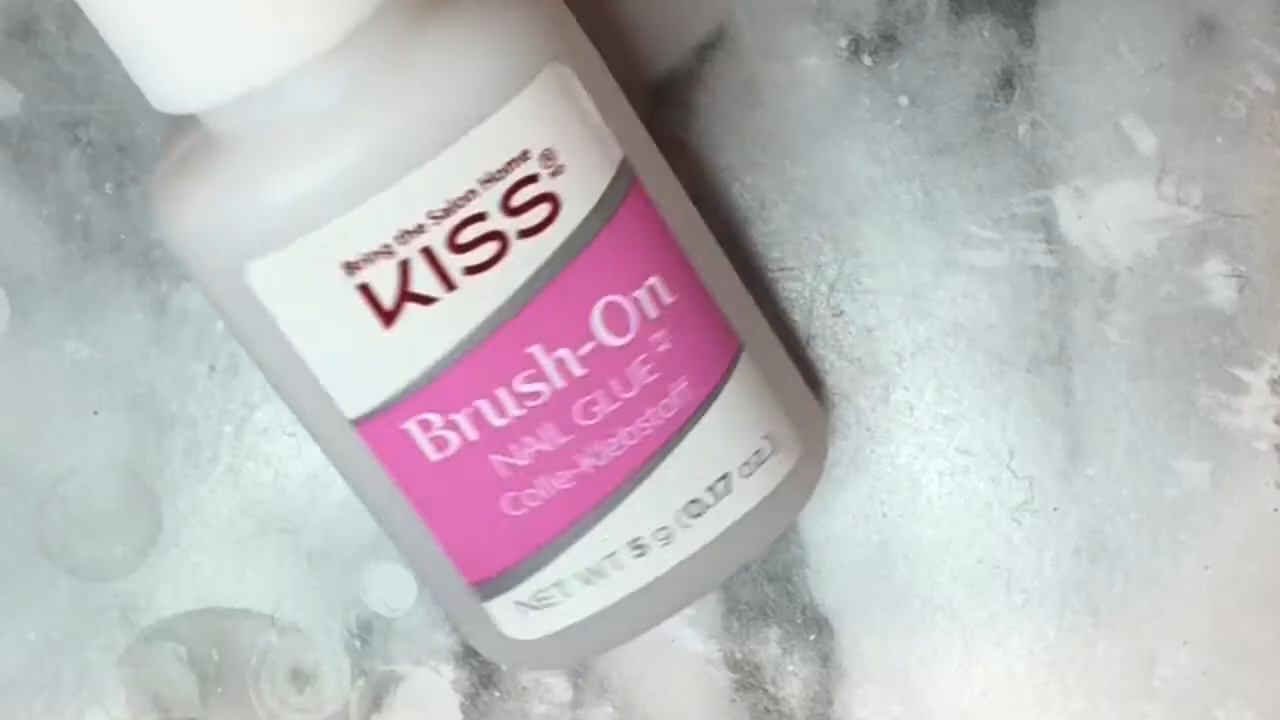 Bring the Salon Home
KISS®
Brush-On
NAIL GLUE
Colle-Klebstoff
NET WT 5 g (0.17 oz.)